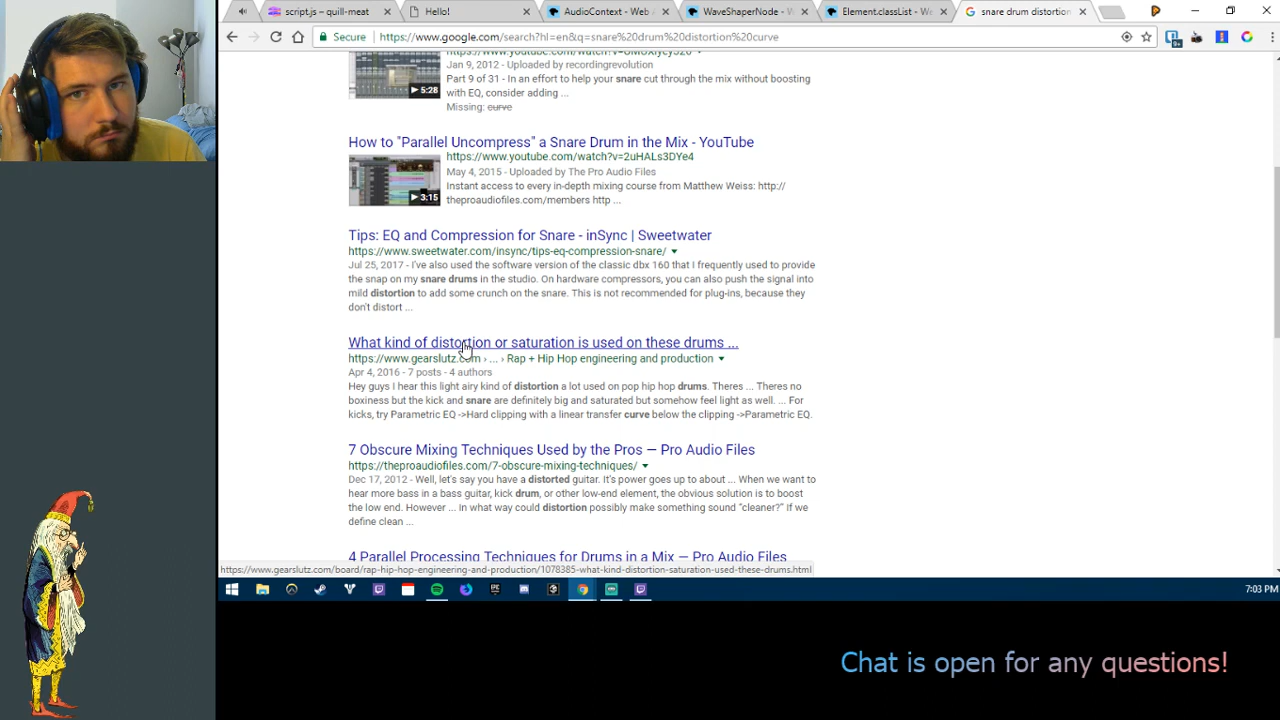 script.js – quill-meat
Hello!
AudioContext - Web
WaveShaperNode - W
Element.classList - We
snare drum distortion
Secure
https://www.google.com/search?hl=en&q=snare%20drum%20distortion%20curve
9+
Jan 9, 2012 - Uploaded by recordingrevolution
Part 9 of 31 - In an effort to help your snare cut through the mix without boosting
with EQ, consider adding ...
5:28
Missing: curve
How to "Parallel Uncompress" a Snare Drum in the Mix - YouTube
https://www.youtube.com/watch?v=2uHALs3DYe4
May 4, 2015 - Uploaded by The Pro Audio Files
Instant access to every in-depth mixing course from Matthew Weiss: http://
3:15
theproaudiofiles.com/members http ...
Tips: EQ and Compression for Snare - inSync | Sweetwater
https://www.sweetwater.com/insync/tips-eq-compression-snare/
Jul 25, 2017 - I've also used the software version of the classic dbx 160 that I frequently used to provide
the snap on my snare drums in the studio. On hardware compressors, you can also push the signal into
mild distortion to add some crunch on the snare. This is not recommended for plug-ins, because they
don't distort ...
What kind of distortion or saturation is used on these drums ...
https://www.gearslutz.com › ... › Rap + Hip Hop engineering and production
Apr 4, 2016 - 7 posts - 4 authors
Hey guys I hear this light airy kind of distortion a lot used on pop hip hop drums. Theres ... Theres no
boxiness but the kick and snare are definitely big and saturated but somehow feel light as well. ... For
kicks, try Parametric EQ ->Hard clipping with a linear transfer curve below the clipping ->Parametric EQ.
7 Obscure Mixing Techniques Used by the Pros — Pro Audio Files
https://theproaudiofiles.com/7-obscure-mixing-techniques/
Dec 17, 2012 - Well, let's say you have a distorted guitar. It's power goes up to about ... When we want to
hear more bass in a bass guitar, kick drum, or other low-end element, the obvious solution is to boost
the low end. However ... In what way could distortion possibly make something sound "cleaner?" If we
define clean ...
4 Parallel Processing Techniques for Drums in a Mix — Pro Audio Files
https://www.gearslutz.com/board/rap-hip-hop-engineering-and-production/1078385-what-kind-distortion-saturation-used-these-drums.html
7:03 PM
Chat is open for any questions!